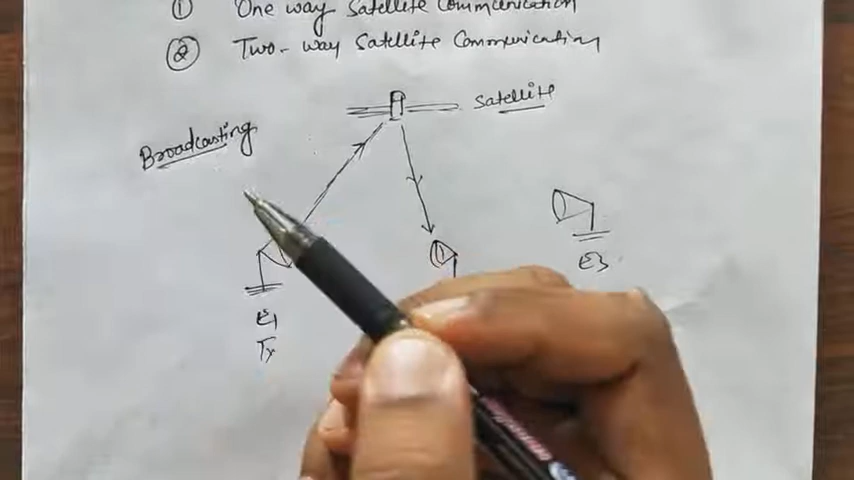 ① One way Satellite Communication
② Two-way Satellite Communication
Satellite
Broadcasting
E3
E1
Tx